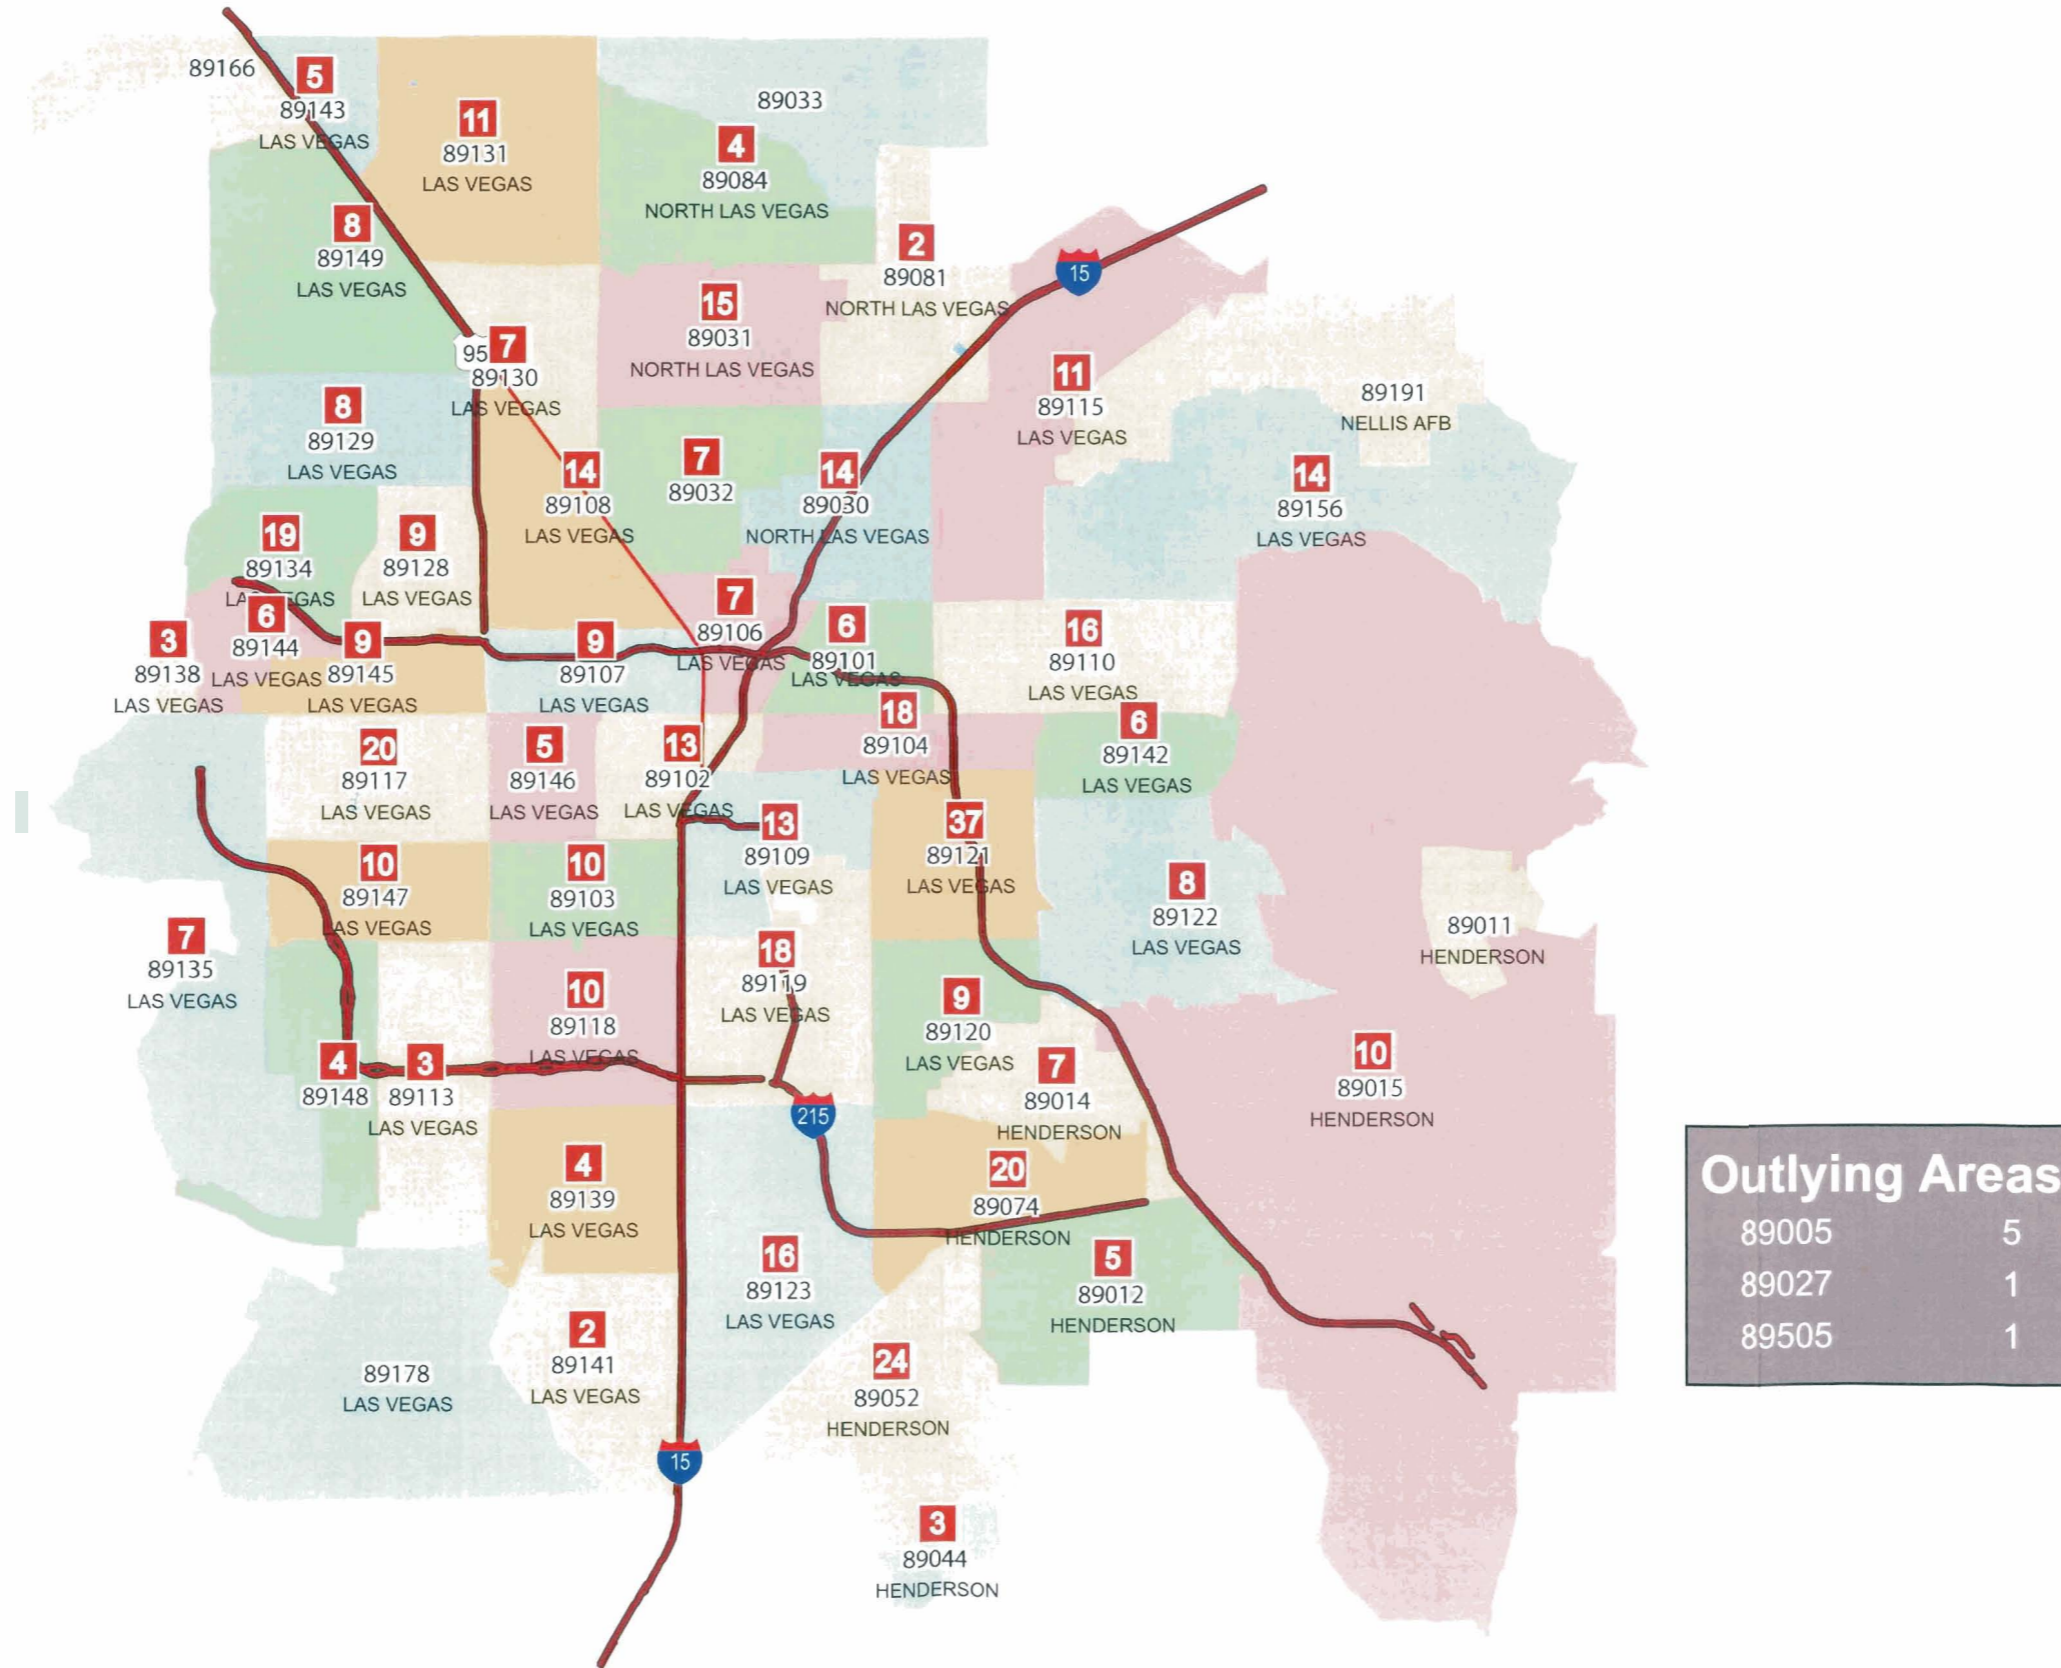 89166
5
89143
LAS VEGAS
11
89131
LAS VEGAS
89033
4
89084
NORTH LAS VEGAS
8
89149
LAS VEGAS
2
89081
NORTH LAS VEGAS
15
15
89031
NORTH LAS VEGAS
95
7
89130
LAS VEGAS
11
89115
LAS VEGAS
89191
NELLIS AFB
8
89129
LAS VEGAS
14
89108
LAS VEGAS
7
89032
14
89030
NORTH LAS VEGAS
14
89156
LAS VEGAS
19
89134
LAS VEGAS
9
89128
LAS VEGAS
3
89138
LAS VEGAS
6
89144
LAS VEGAS
9
89145
LAS VEGAS
9
89107
LAS VEGAS
7
89106
LAS VEGAS
6
89101
LAS VEGAS
16
89110
LAS VEGAS
20
89117
LAS VEGAS
5
89146
LAS VEGAS
13
89102
LAS VEGAS
18
89104
LAS VEGAS
6
89142
LAS VEGAS
13
89109
LAS VEGAS
37
89121
LAS VEGAS
10
89147
LAS VEGAS
10
89103
LAS VEGAS
8
89122
LAS VEGAS
89011
HENDERSON
7
89135
LAS VEGAS
18
89119
LAS VEGAS
10
89118
LAS VEGAS
9
89120
LAS VEGAS
4
89148
3
89113
LAS VEGAS
7
89014
HENDERSON
10
89015
HENDERSON
215
4
89139
LAS VEGAS
20
89074
HENDERSON
16
89123
LAS VEGAS
5
89012
HENDERSON
89178
LAS VEGAS
2
89141
LAS VEGAS
24
89052
HENDERSON
15
3
89044
HENDERSON
Outlying Areas
89005 5
89027 1
89505 1